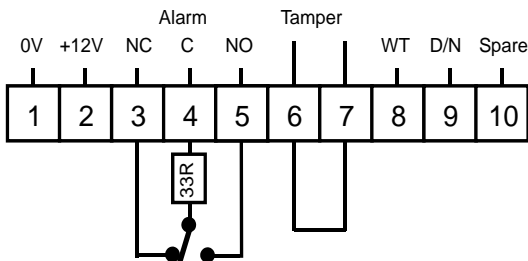 Alarm Tamper
0V +12V NC C NO WT D/N Spare
1 2 3 4 5 6 7 8 9 10
33R